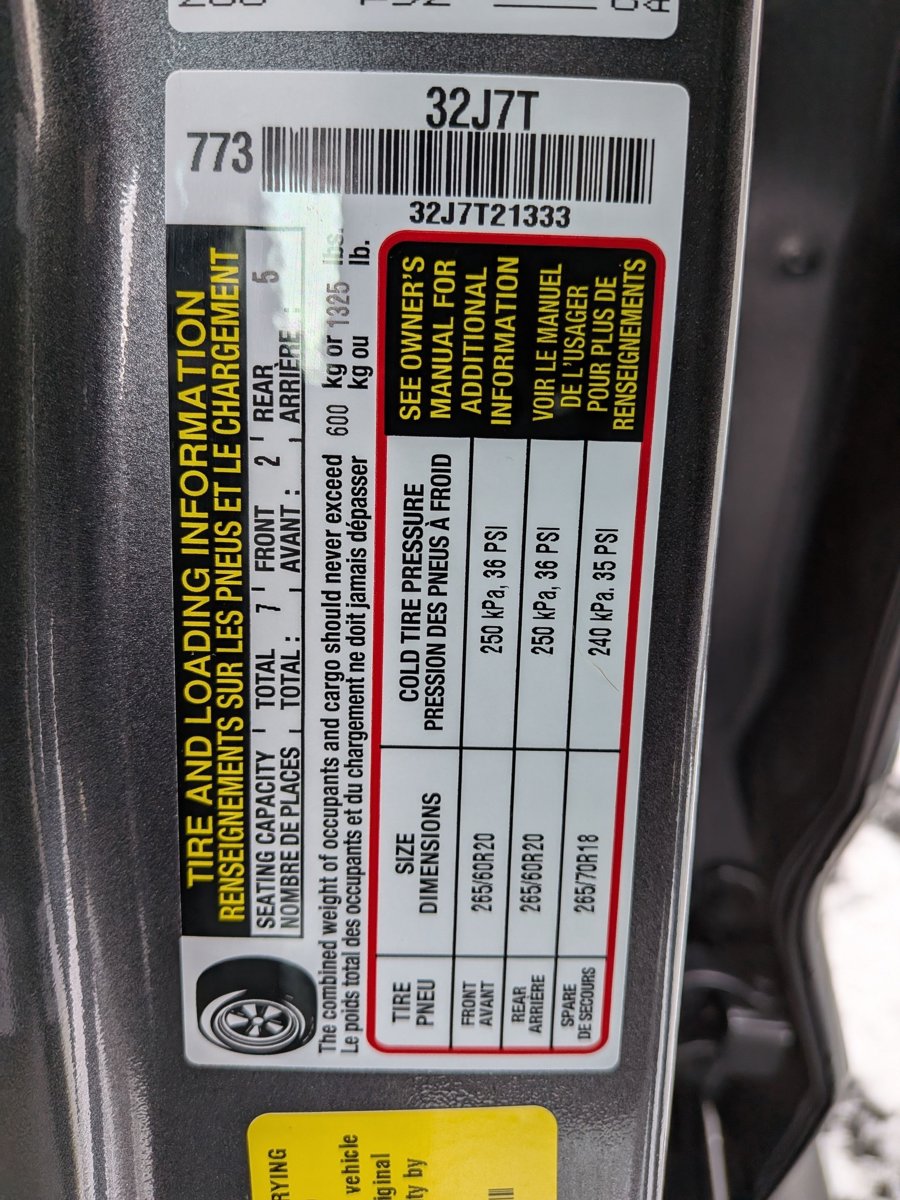 32J7T
773
32J7T21333
TIRE AND LOADING INFORMATION
RENSEIGNEMENTS SUR LES PNEUS ET LE CHARGEMENT
SEATING CAPACITY TOTAL 7 FRONT 2 REAR 5
NOMBRE DE PLACES TOTAL : AVANT : ARRIÈRE :
The combined weight of occupants and cargo should never exceed 600 kg or 1325 lbs.
Le poids total des occupants et du chargement ne doit jamais dépasser kg ou lb.
TIRE SIZE COLD TIRE PRESSURE
PNEU DIMENSIONS PRESSION DES PNEUS À FROID
FRONT 265/60R20 250 kPa, 36 PSI
AVANT
REAR 265/60R20 250 kPa, 36 PSI
ARRIÈRE
SPARE 265/70R18 240 kPa. 35 PSI
DE SECOURS
SEE OWNER'S
MANUAL FOR
ADDITIONAL
INFORMATION
VOIR LE MANUEL
DE L'USAGER
POUR PLUS DE
RENSEIGNEMENTS
vehicle